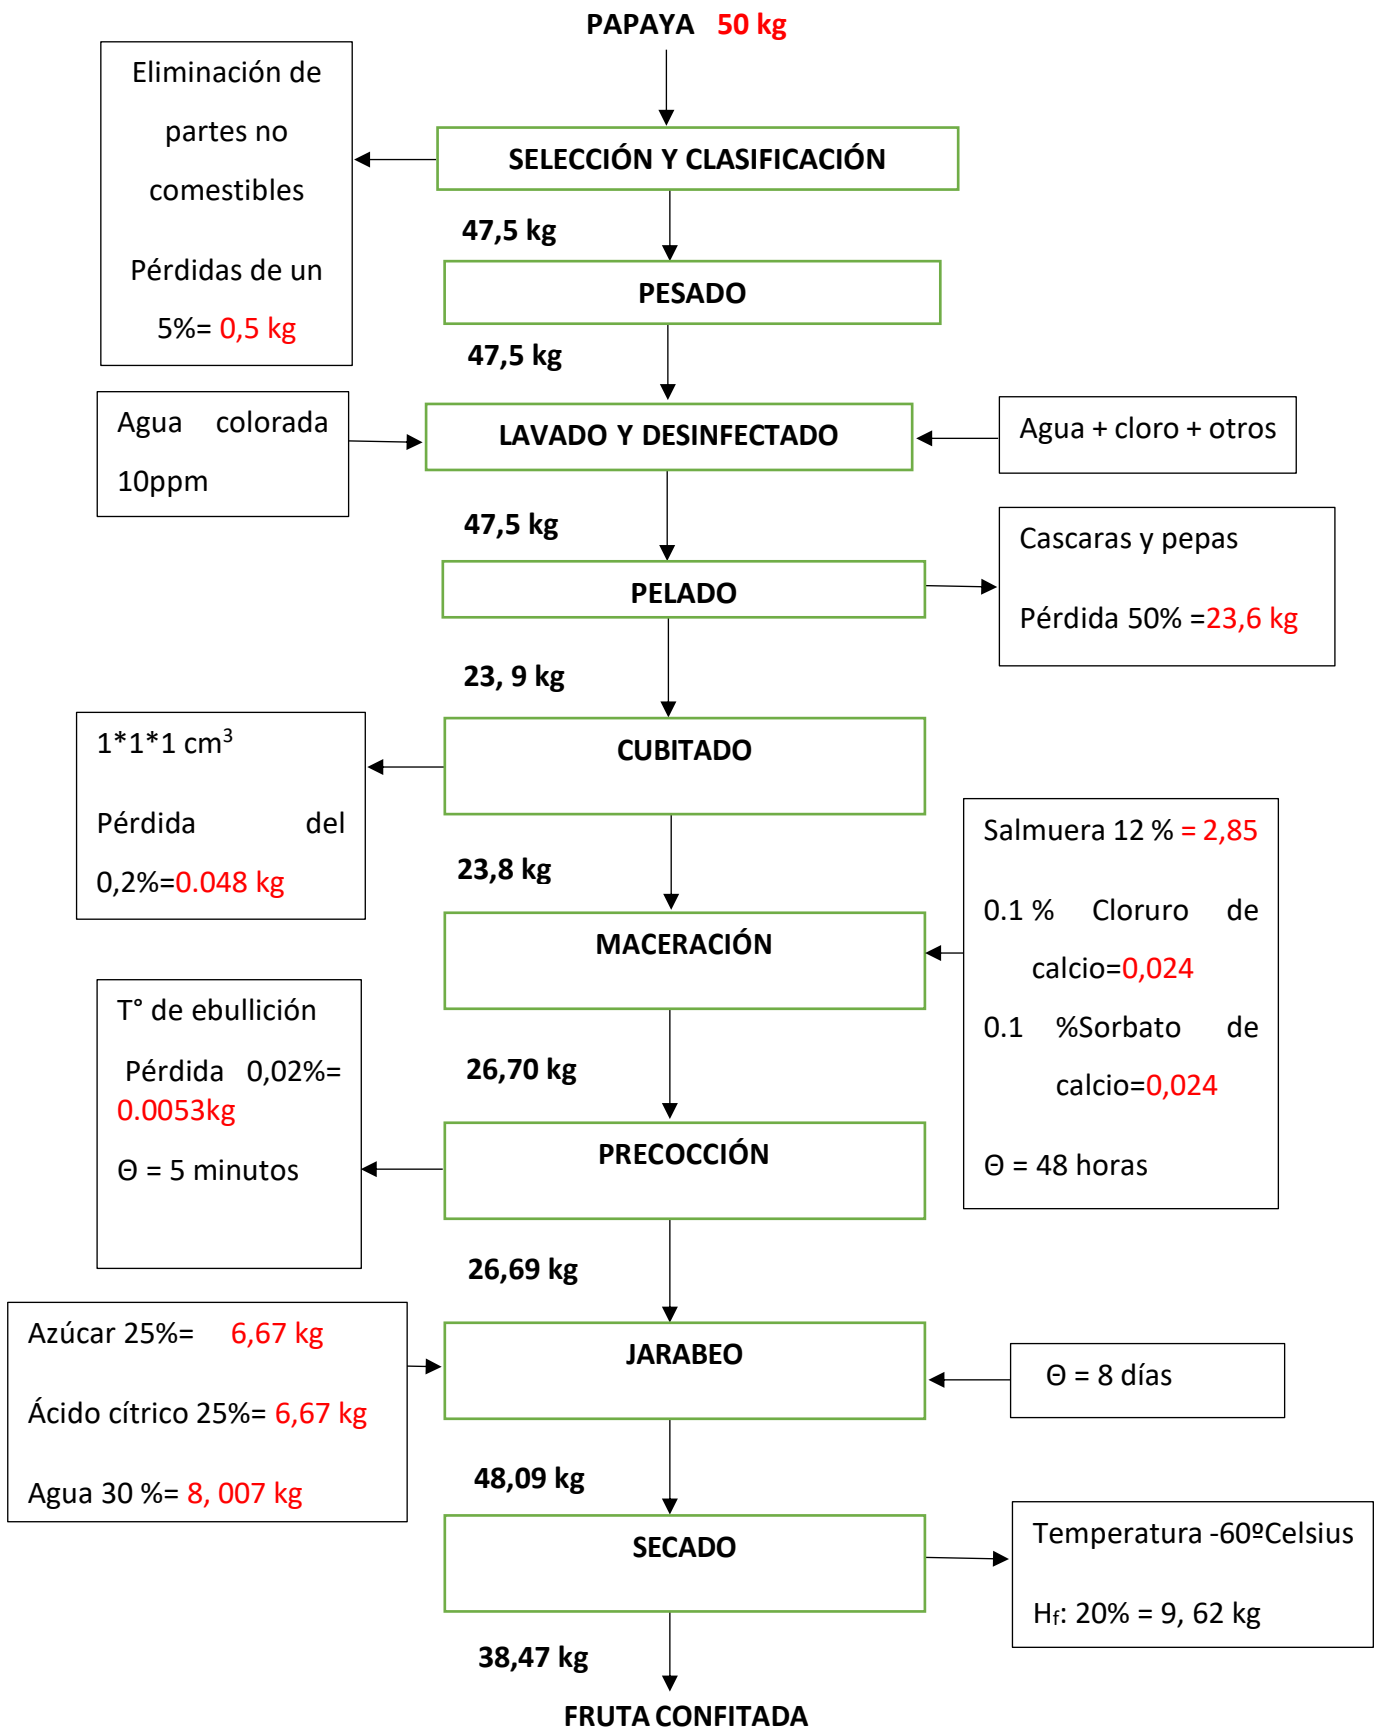 PAPAYA 50 kg
Eliminación de
partes no
comestibles
Pérdidas de un
5%= 0,5 kg
SELECCIÓN Y CLASIFICACIÓN
47,5 kg
PESADO
47,5 kg
Agua colorada
10ppm
LAVADO Y DESINFECTADO
Agua + cloro + otros
47,5 kg
PELADO
Cascaras y pepas
Pérdida 50% =23,6 kg
23, 9 kg
1*1*1 cm³
Pérdida del
0,2%=0.048 kg
CUBITADO
23,8 kg
MACERACIÓN
Salmuera 12 % = 2,85
0.1 % Cloruro de
calcio=0,024
0.1 %Sorbato de
calcio=0,024
Θ = 48 horas
26,70 kg
T° de ebullición
Pérdida 0,02%=
0.0053kg
Θ = 5 minutos
PRECOCCIÓN
26,69 kg
Azúcar 25%= 6,67 kg
Ácido cítrico 25%= 6,67 kg
Agua 30 %= 8, 007 kg
JARABEO
Θ = 8 días
48,09 kg
SECADO
Temperatura -60ºCelsius
Hf: 20% = 9, 62 kg
38,47 kg
FRUTA CONFITADA